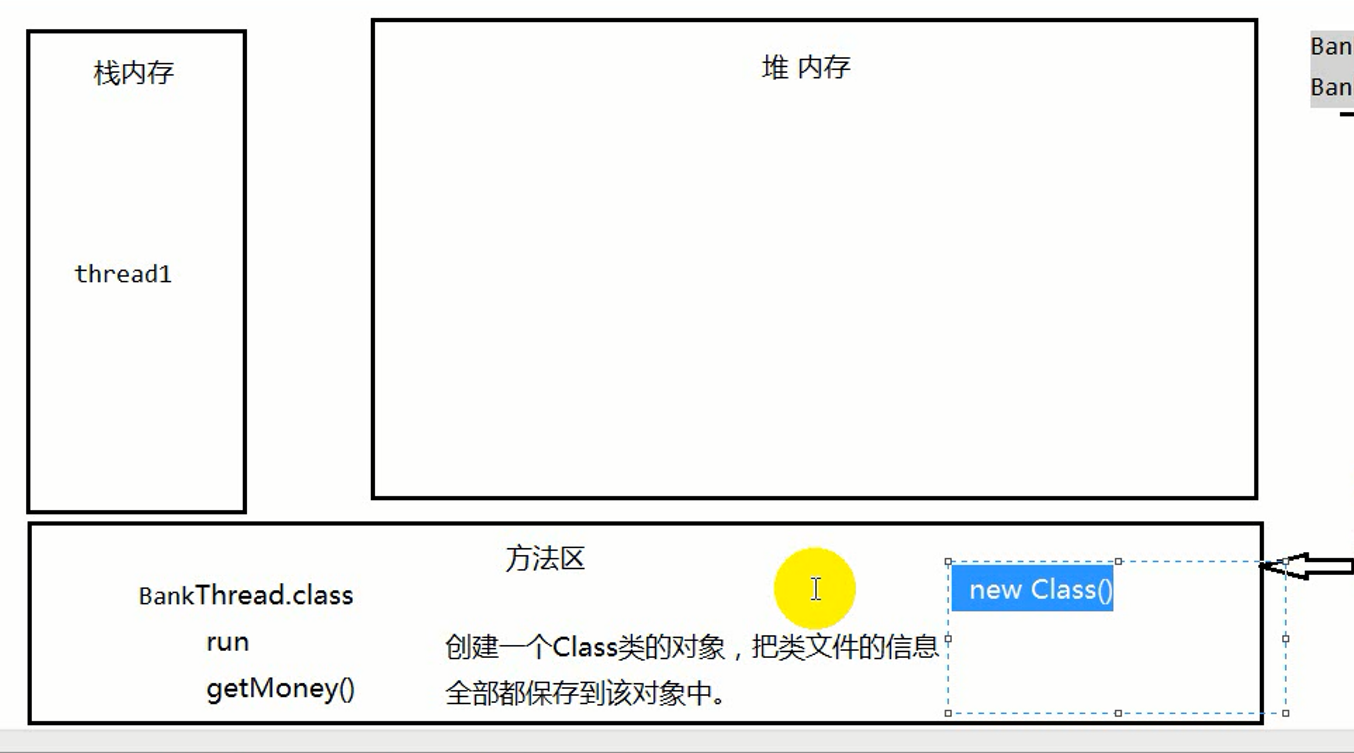 栈内存
堆 内存
Ban
Ban
thread1
方法区
BankThread.class
new Class()
run
创建一个Class类的对象，把类文件的信息
getMoney()
全部都保存到该对象中。